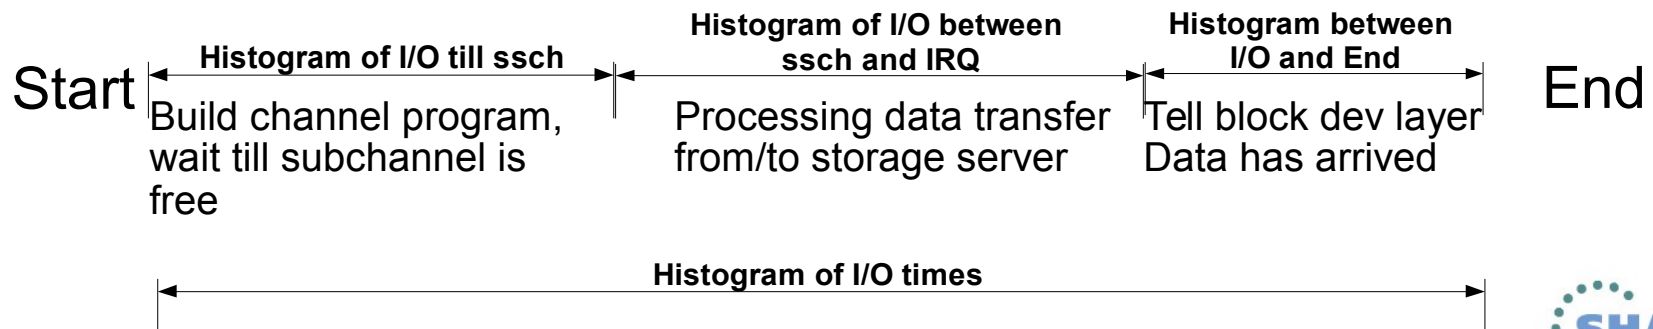 Histogram of I/O till ssch
Histogram of I/O between
ssch and IRQ
Histogram between
I/O and End
Start
End
Build channel program,
wait till subchannel is
free
Processing data transfer
from/to storage server
Tell block dev layer
Data has arrived
Histogram of I/O times